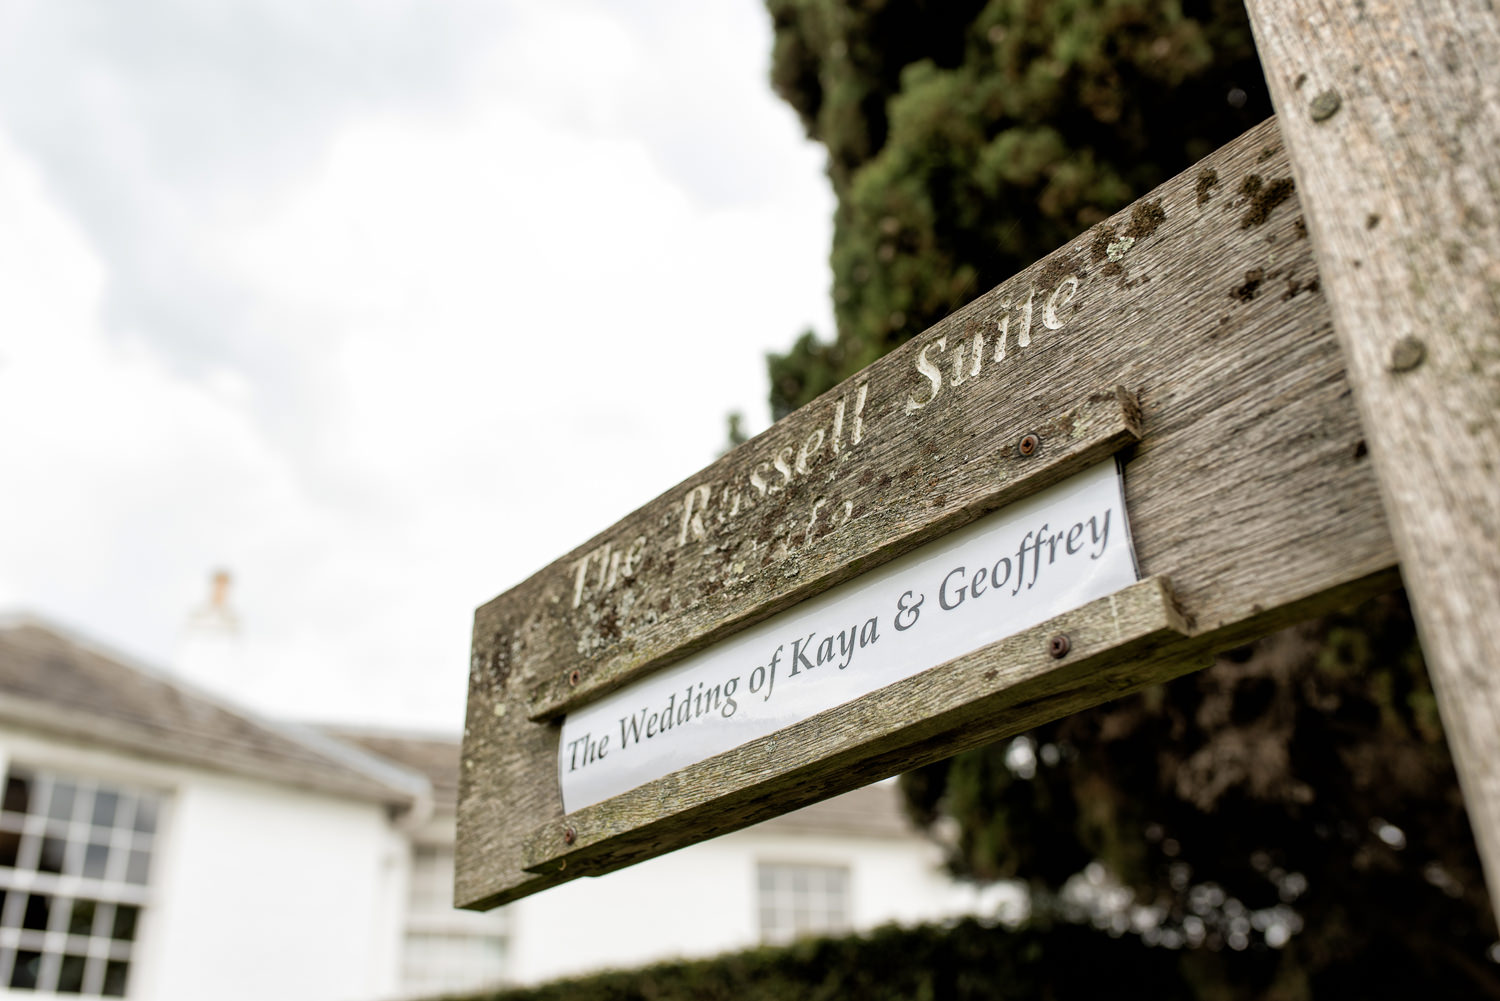 The Russell Suite
The Wedding of Kaya & Geoffrey